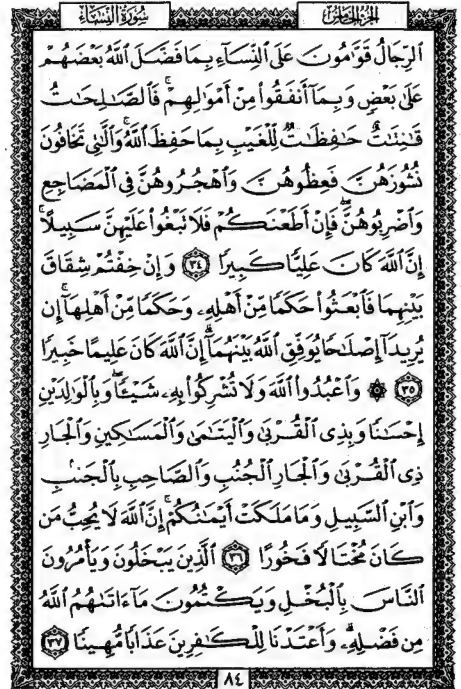 الجزء الخامس
سورة النساء
ٱلرِّجَالُ قَوَّٰمُونَ عَلَى ٱلنِّسَآءِ بِمَا فَضَّلَ ٱللَّهُ بَعْضَهُمْ
عَلَىٰ بَعْضٍ وَبِمَآ أَنفَقُوا۟ مِنْ أَمْوَٰلِهِمْ ۚ فَٱلصَّـٰلِحَـٰتُ
قَـٰنِتَـٰتٌ حَـٰفِظَـٰتٌ لِّلْغَيْبِ بِمَا حَفِظَ ٱللَّهُ ۚ وَٱلَّـٰتِى تَخَافُونَ
نُشُوزَهُنَّ فَعِظُوهُنَّ وَٱهْجُرُوهُنَّ فِى ٱلْمَضَاجِعِ
وَٱضْرِبُوهُنَّ ۖ فَإِنْ أَطَعْنَكُمْ فَلَا تَبْغُوا۟ عَلَيْهِنَّ سَبِيلًا ۗ
إِنَّ ٱللَّهَ كَانَ عَلِيًّا كَبِيرًا ٣٤ وَإِنْ خِفْتُمْ شِقَاقَ
بَيْنِهِمَا فَٱبْعَثُوا۟ حَكَمًا مِّنْ أَهْلِهِۦ وَحَكَمًا مِّنْ أَهْلِهَآ إِن
يُرِيدَآ إِصْلَـٰحًا يُوَفِّقِ ٱللَّهُ بَيْنَهُمَآ ۗ إِنَّ ٱللَّهَ كَانَ عَلِيمًا خَبِيرًا
٣٥ ۞ وَٱعْبُدُوا۟ ٱللَّهَ وَلَا تُشْرِكُوا۟ بِهِۦ شَيْـًٔا ۖ وَبِٱلْوَٰلِدَيْنِ
إِحْسَـٰنًا وَبِذِى ٱلْقُرْبَىٰ وَٱلْيَتَـٰمَىٰ وَٱلْمَسَـٰكِينِ وَٱلْجَارِ
ذِى ٱلْقُرْبَىٰ وَٱلْجَارِ ٱلْجُنُبِ وَٱلصَّاحِبِ بِٱلْجَنۢبِ
وَٱبْنِ ٱلسَّبِيلِ وَمَا مَلَكَتْ أَيْمَـٰنُكُمْ ۗ إِنَّ ٱللَّهَ لَا يُحِبُّ مَن
كَانَ مُخْتَالًا فَخُورًا ٣٦ ٱلَّذِينَ يَبْخَلُونَ وَيَأْمُرُونَ
ٱلنَّاسَ بِٱلْبُخْلِ وَيَكْتُمُونَ مَآ ءَاتَىٰهُمُ ٱللَّهُ
مِن فَضْلِهِۦ ۗ وَأَعْتَدْنَا لِلْكَـٰفِرِينَ عَذَابًا مُّهِينًا ٣٧
٨٤